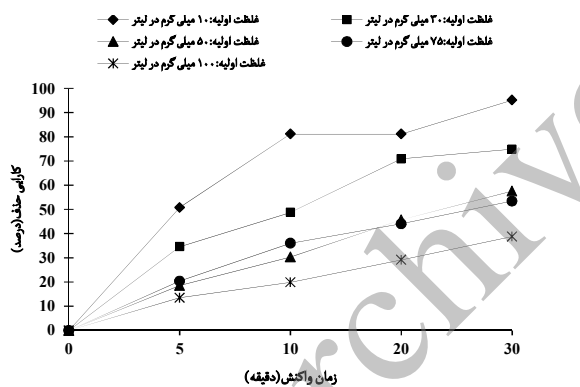 غلظت اولیه:۱۰ میلی گرم در لیتر
غلظت اولیه:۳۰ میلی گرم در لیتر
غلظت اولیه:۵۰ میلی گرم در لیتر
غلظت اولیه:۷۵ میلی گرم در لیتر
غلظت اولیه:۱۰۰ میلی گرم در لیتر
کارایی حذف(درصد)
100
90
80
70
60
50
40
30
20
10
0
0 5 10 20 30
زمان واکنش(دقیقه)
rchive